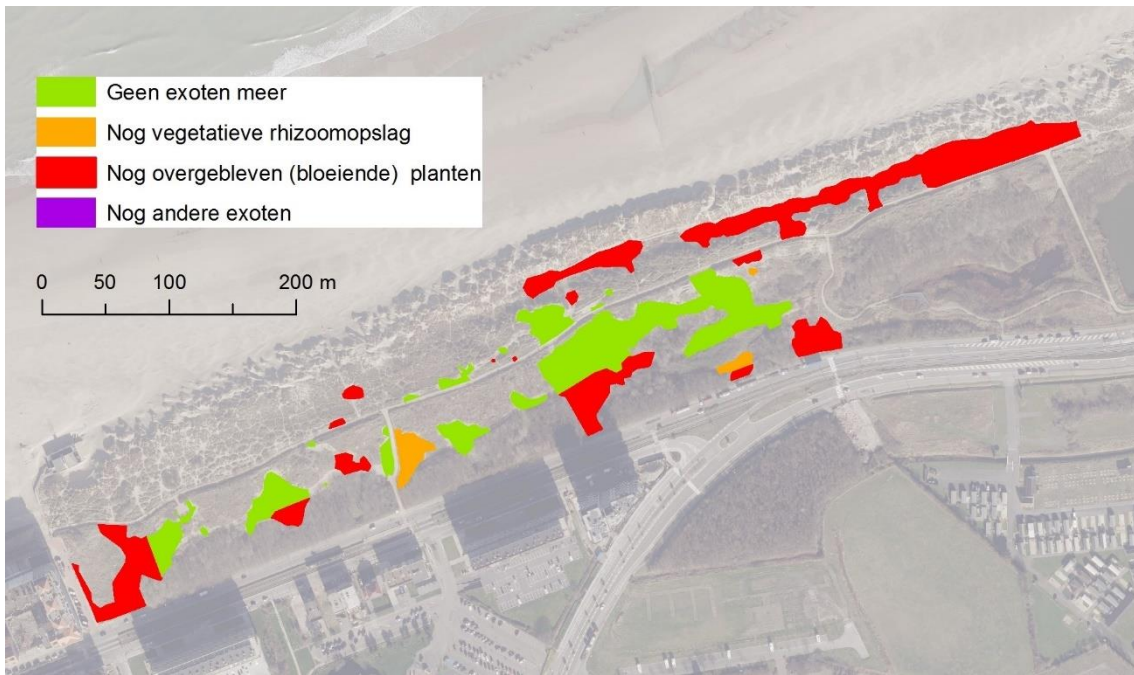 Geen exoten meer
Nog vegetatieve rhizoomopslag
Nog overgebleven (bloeiende) planten
Nog andere exoten
0 50 100 200 m